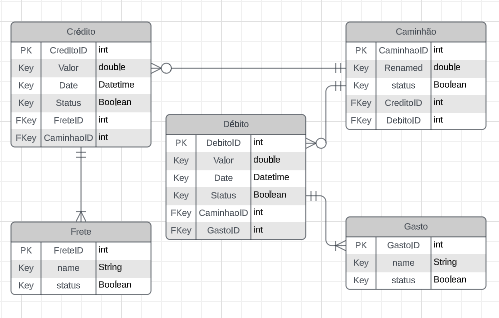 Crédito
PK CreditoID int
Key Valor double
Key Date Datetime
Key Status Boolean
FKey FreteID int
FKey CaminhaoID int
Caminhão
PK CaminhaoID int
Key Renamed double
Key status Boolean
FKey CreditoID int
FKey DebitoID int
Débito
PK DebitoID int
Key Valor double
Key Date Datetime
Key Status Boolean
FKey CaminhaoID int
FKey GastoID int
Frete
PK FreteID int
Key name String
Key status Boolean
Gasto
PK GastoID int
Key name String
Key status Boolean